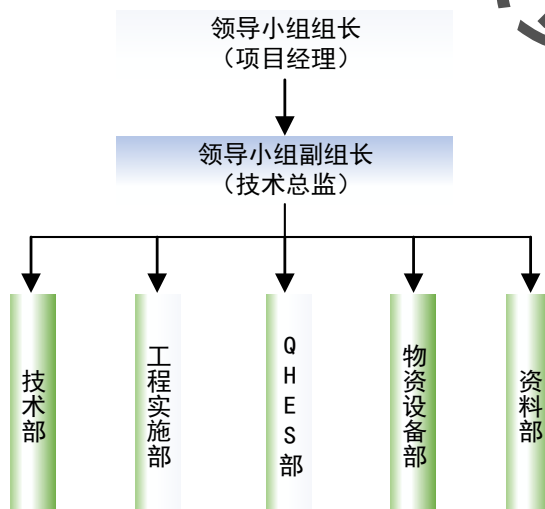 领导小组组长
（项目经理）
领导小组副组长
（技术总监）
技术部
工程实施部
QHES部
物资设备部
资料部